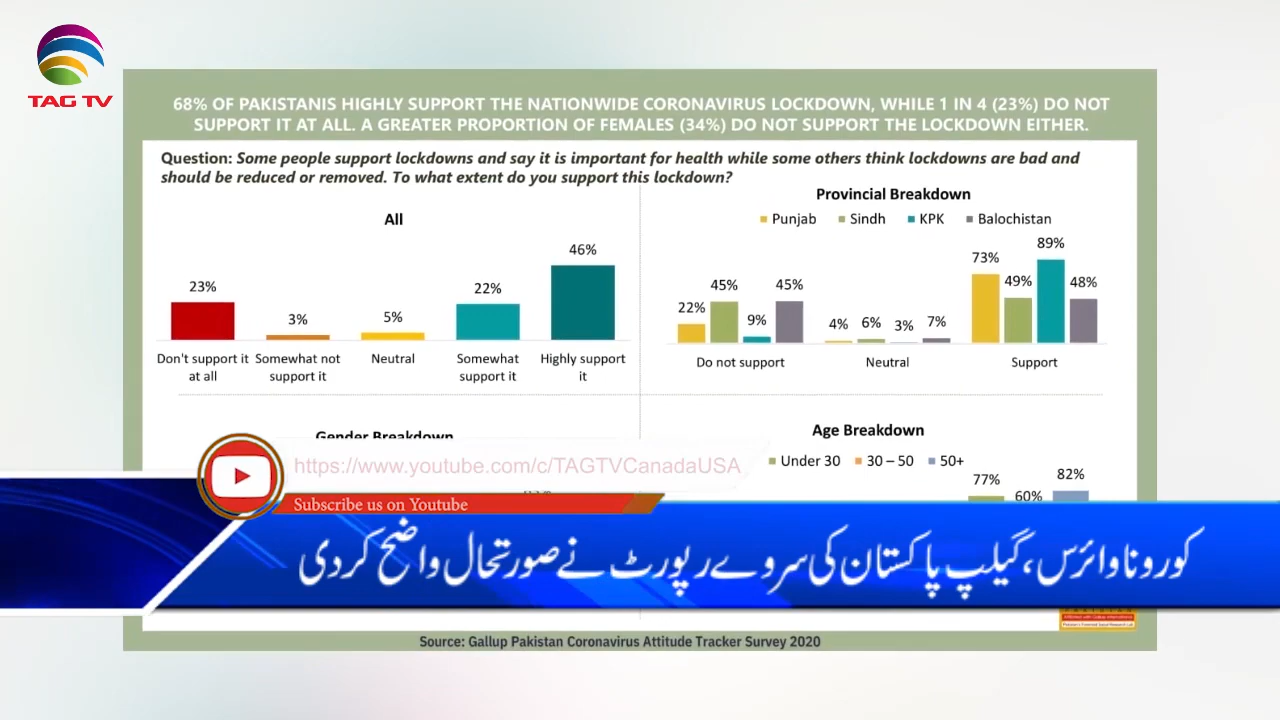 TAG TV
68% OF PAKISTANIS HIGHLY SUPPORT THE NATIONWIDE CORONAVIRUS LOCKDOWN, WHILE 1 IN 4 (23%) DO NOT
SUPPORT IT AT ALL. A GREATER PROPORTION OF FEMALES (34%) DO NOT SUPPORT THE LOCKDOWN EITHER.
Question: Some people support lockdowns and say it is important for health while some others think lockdowns are bad and
should be reduced or removed. To what extent do you support this lockdown?
All
23%
3%
5%
22%
46%
Don't support it
at all
Somewhat not
support it
Neutral
Somewhat
support it
Highly support
it
Provincial Breakdown
Punjab Sindh KPK Balochistan
22%
45%
9%
45%
4%
6%
3%
7%
73%
49%
89%
48%
Do not support
Neutral
Support
Gender Breakdown
Age Breakdown
Under 30 30 – 50 50+
77%
60%
82%
https://www.youtube.com/c/TAGTVCanadaUSA
Subscribe us on Youtube
کورونا وائرس، گیلپ پاکستان کی سروے رپورٹ نے صورتحال واضح کر دی
Source: Gallup Pakistan Coronavirus Attitude Tracker Survey 2020